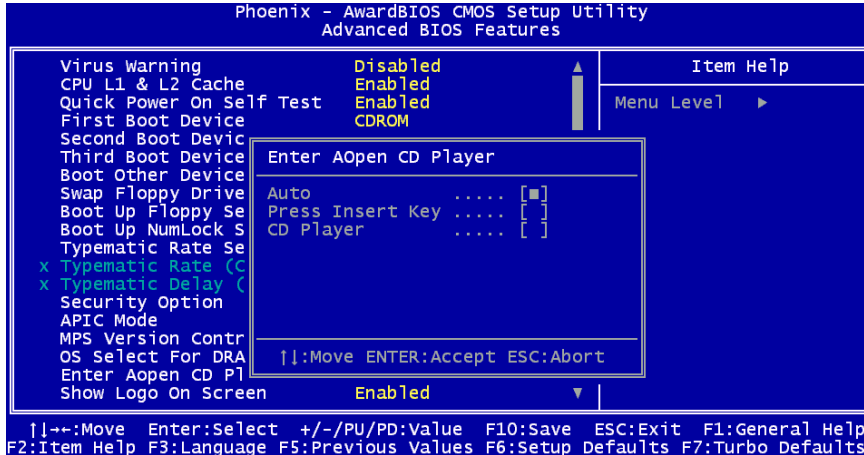 Phoenix - AwardBIOS CMOS Setup Utility
Advanced BIOS Features
Virus Warning Disabled
CPU L1 & L2 Cache Enabled
Quick Power On Self Test Enabled
First Boot Device CDROM
Second Boot Devic
Third Boot Device
Boot Other Device
Swap Floppy Drive
Boot Up Floppy Se
Boot Up NumLock S
Typematic Rate Se
x Typematic Rate (C
x Typematic Delay (
Security Option
APIC Mode
MPS Version Contr
OS Select For DRA
Enter Aopen CD Pl
Show Logo On Screen Enabled
Enter AOpen CD Player
Auto ..... [■]
Press Insert Key ..... [ ]
CD Player ..... [ ]
↑↓:Move ENTER:Accept ESC:Abort
Item Help
Menu Level ▶
↑↓→←:Move Enter:Select +/-/PU/PD:Value F10:Save ESC:Exit F1:General Help
F2:Item Help F3:Language F5:Previous Values F6:Setup Defaults F7:Turbo Defaults